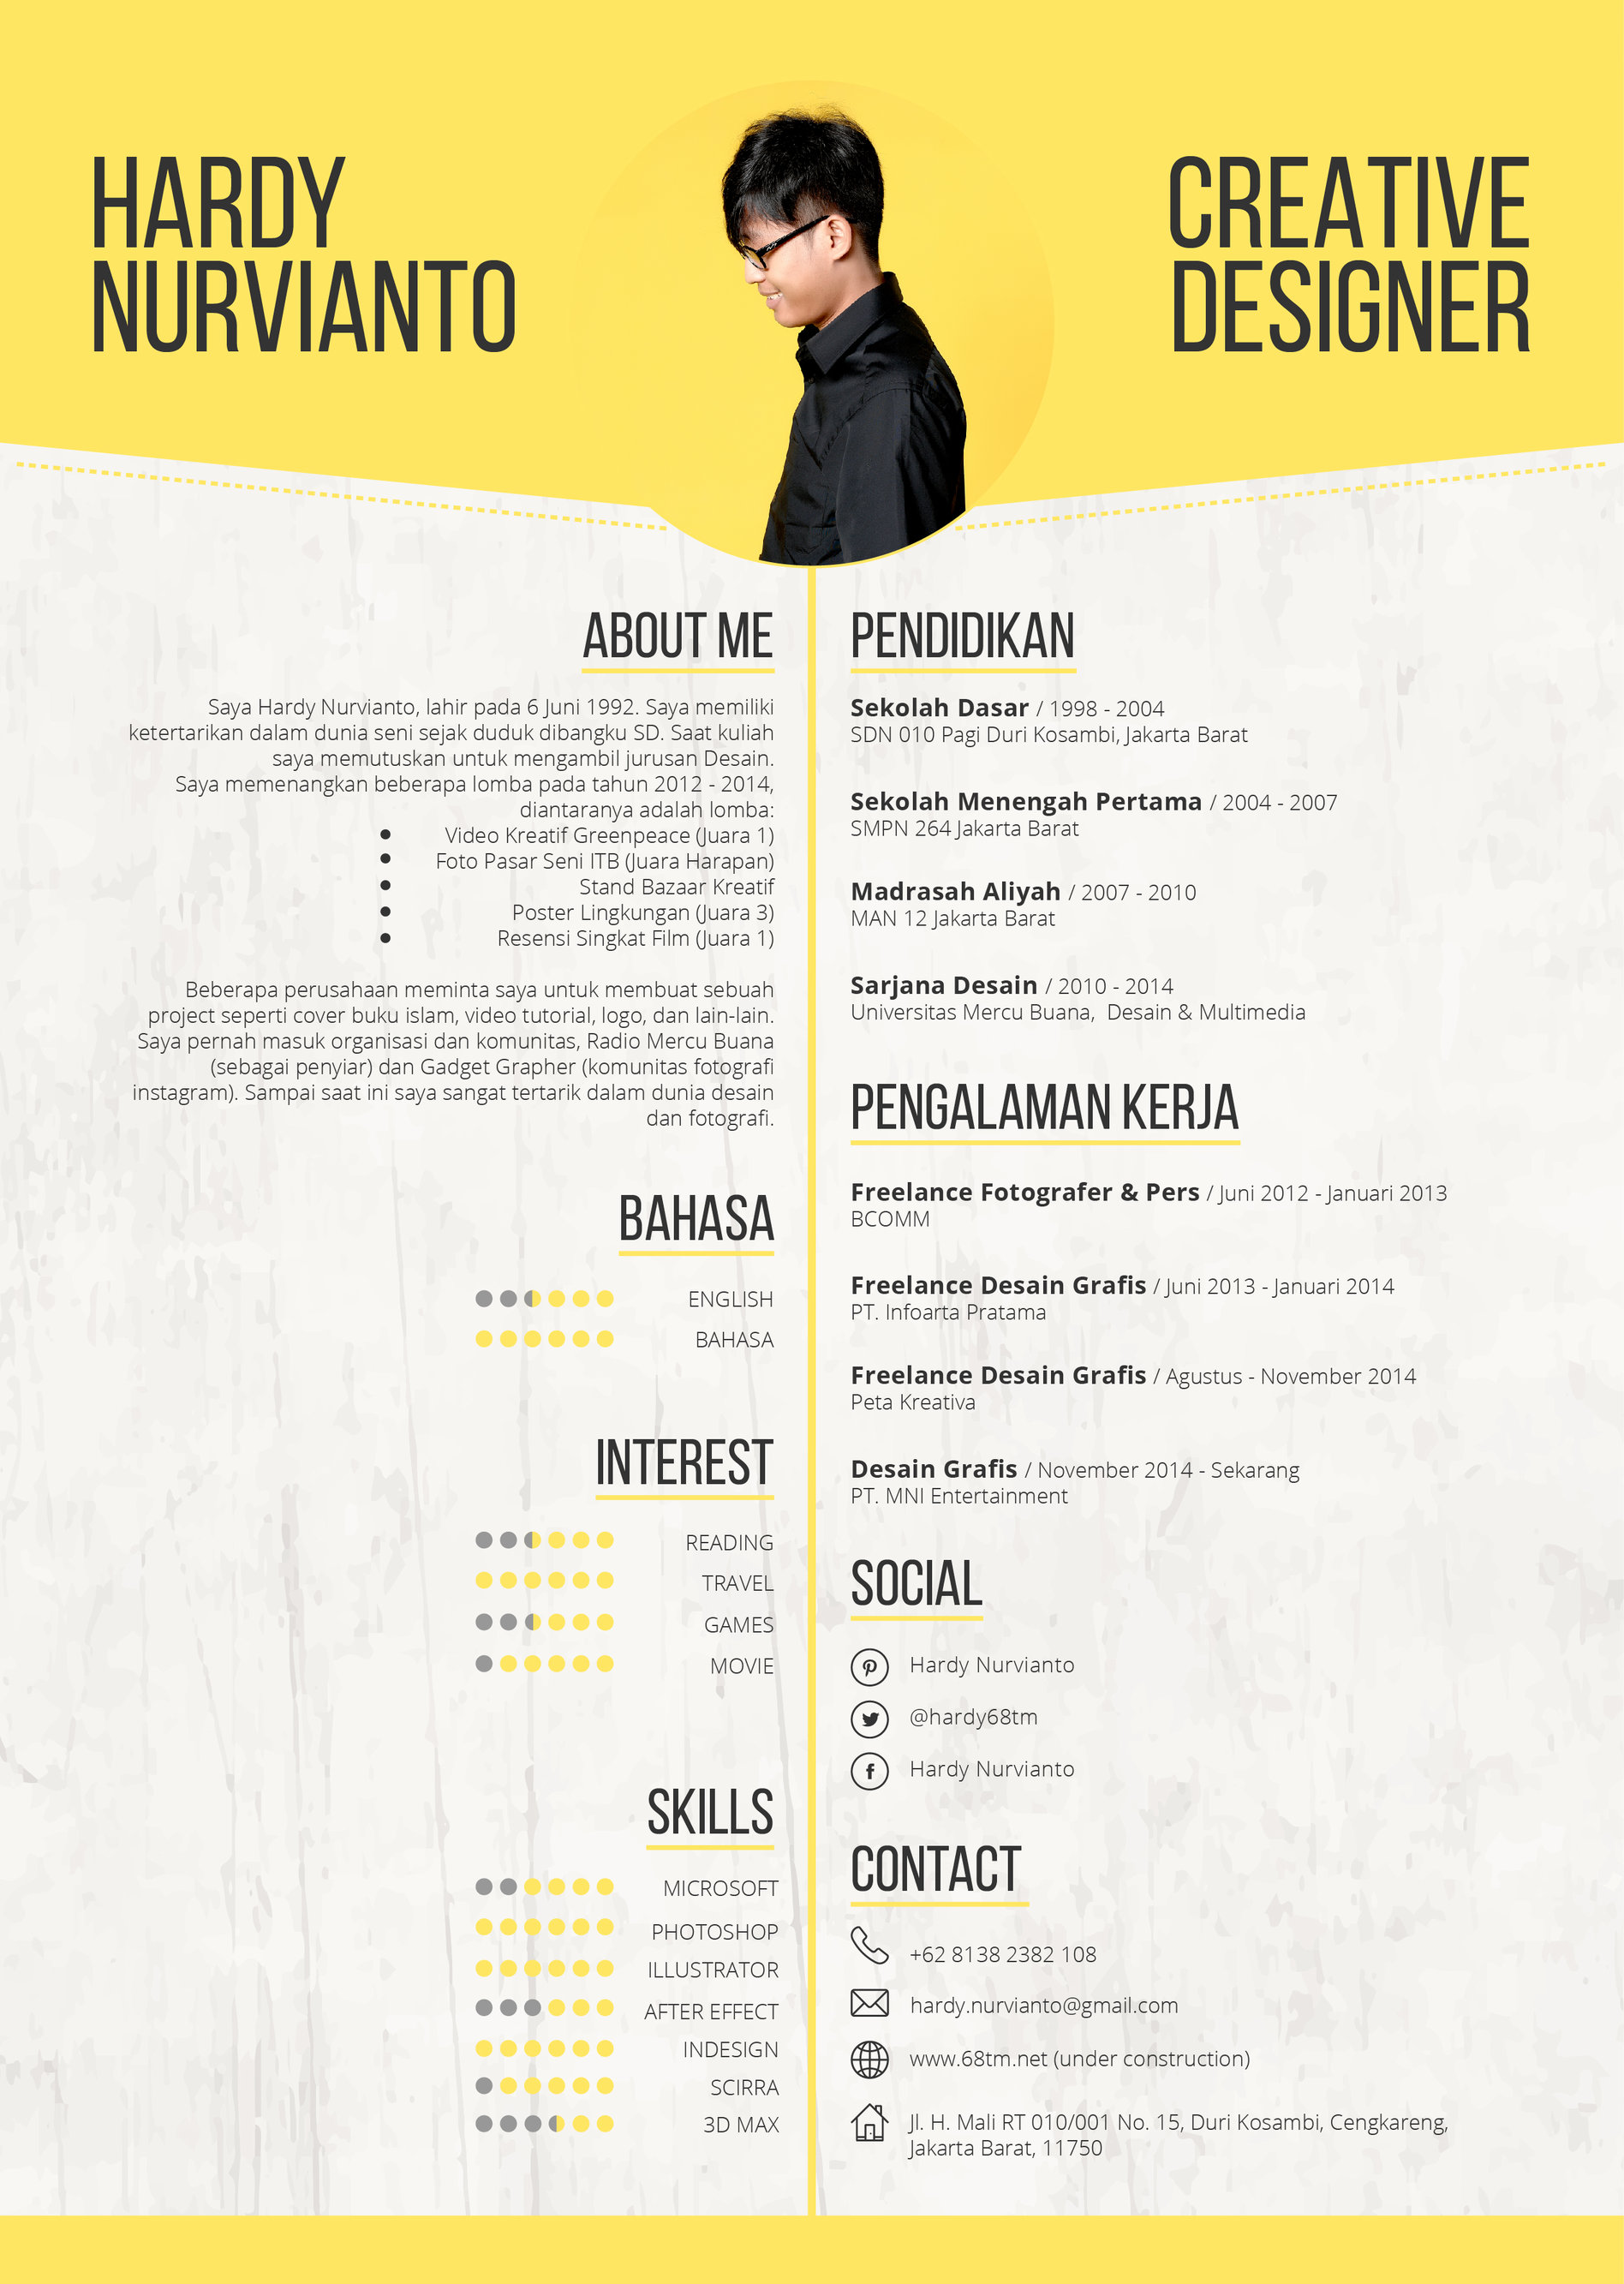 HARDY
NURVIANTO
CREATIVE
DESIGNER
ABOUT ME
Saya Hardy Nurvianto, lahir pada 6 Juni 1992. Saya memiliki
ketertarikan dalam dunia seni sejak duduk dibangku SD. Saat kuliah
saya memutuskan untuk mengambil jurusan Desain.
Saya memenangkan beberapa lomba pada tahun 2012 - 2014,
diantaranya adalah lomba:
• Video Kreatif Greenpeace (Juara 1)
• Foto Pasar Seni ITB (Juara Harapan)
• Stand Bazaar Kreatif
• Poster Lingkungan (Juara 3)
• Resensi Singkat Film (Juara 1)
Beberapa perusahaan meminta saya untuk membuat sebuah
project seperti cover buku islam, video tutorial, logo, dan lain-lain.
Saya pernah masuk organisasi dan komunitas, Radio Mercu Buana
(sebagai penyiar) dan Gadget Grapher (komunitas fotografi
instagram). Sampai saat ini saya sangat tertarik dalam dunia desain
dan fotografi.
BAHASA
ENGLISH
BAHASA
INTEREST
READING
TRAVEL
GAMES
MOVIE
SKILLS
MICROSOFT
PHOTOSHOP
ILLUSTRATOR
AFTER EFFECT
INDESIGN
SCIRRA
3D MAX
PENDIDIKAN
Sekolah Dasar / 1998 - 2004
SDN 010 Pagi Duri Kosambi, Jakarta Barat
Sekolah Menengah Pertama / 2004 - 2007
SMPN 264 Jakarta Barat
Madrasah Aliyah / 2007 - 2010
MAN 12 Jakarta Barat
Sarjana Desain / 2010 - 2014
Universitas Mercu Buana, Desain & Multimedia
PENGALAMAN KERJA
Freelance Fotografer & Pers / Juni 2012 - Januari 2013
BCOMM
Freelance Desain Grafis / Juni 2013 - Januari 2014
PT. Infoarta Pratama
Freelance Desain Grafis / Agustus - November 2014
Peta Kreativa
Desain Grafis / November 2014 - Sekarang
PT. MNI Entertainment
SOCIAL
Hardy Nurvianto
@hardy68tm
Hardy Nurvianto
CONTACT
+62 8138 2382 108
hardy.nurvianto@gmail.com
www.68tm.net (under construction)
Jl. H. Mali RT 010/001 No. 15, Duri Kosambi, Cengkareng,
Jakarta Barat, 11750